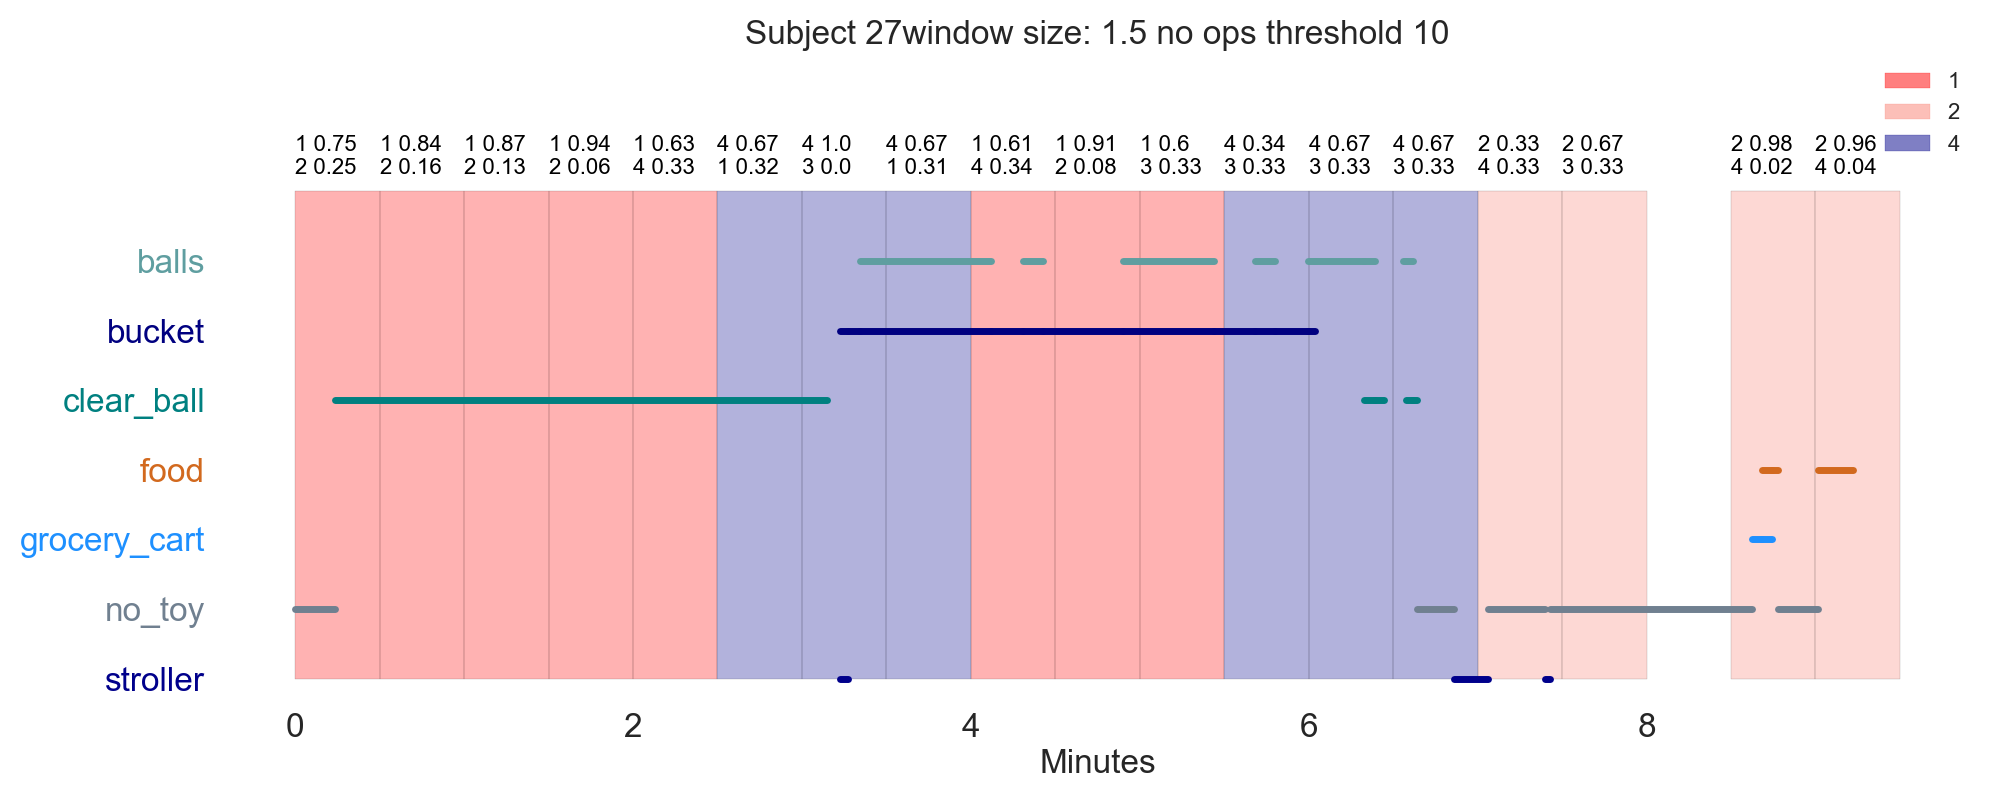 Subject 27window size: 1.5 no ops threshold 10
1
2
4
1 0.75 1 0.84 1 0.87 1 0.94 1 0.63 4 0.67 4 1.0 4 0.67 1 0.61 1 0.91 1 0.6 4 0.34 4 0.67 4 0.67 2 0.33 2 0.67 2 0.98 2 0.96
2 0.25 2 0.16 2 0.13 2 0.06 4 0.33 1 0.32 3 0.0 1 0.31 4 0.34 2 0.08 3 0.33 3 0.33 3 0.33 3 0.33 4 0.33 3 0.33 4 0.02 4 0.04
balls
bucket
clear_ball
food
grocery_cart
no_toy
stroller
0 2 4 6 8
Minutes